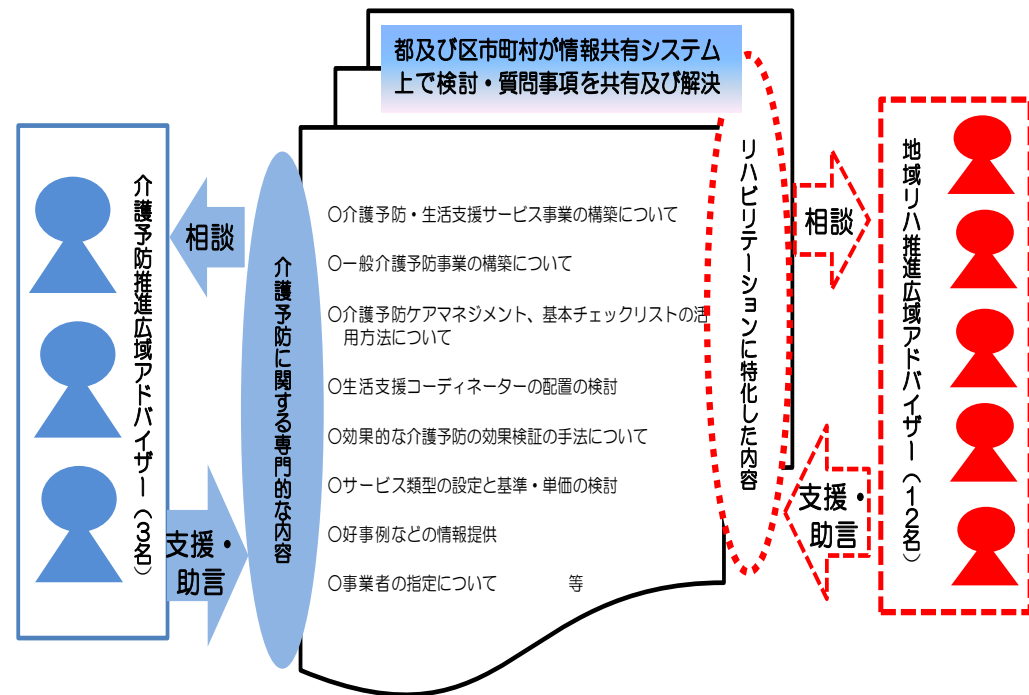 都及び区市町村が情報共有システム
上で検討・質問事項を共有及び解決
介護予防推進広域アドバイザー（３名）
相談
支援・
助言
介護予防に関する専門的な内容
〇介護予防・生活支援サービス事業の構築について
〇一般介護予防事業の構築について
〇介護予防ケアマネジメント、基本チェックリストの活
用方法について
〇生活支援コーディネーターの配置の検討
〇効果的な介護予防の効果検証の手法について
〇サービス類型の設定と基準・単価の検討
〇好事例などの情報提供
〇事業者の指定について　　　　等
リハビリテーションに特化した内容
相談
支援・
助言
地域リハ推進広域アドバイザー（１２名）